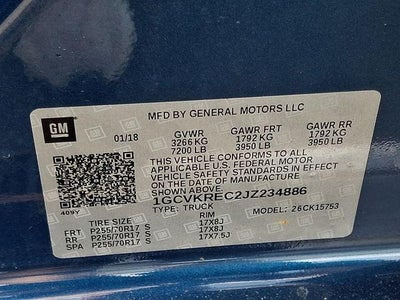 MFD BY GENERAL MOTORS LLC
GM
01/18 GVWR GAWR FRT GAWR RR
3266 KG 1792 KG 1792 KG
7200 LB 3950 LB 3950 LB
THIS VEHICLE CONFORMS TO ALL
APPLICABLE U.S. FEDERAL MOTOR
VEHICLE SAFETY STANDARDS IN EFFECT
ON THE DATE OF MANUFACTURE
SHOWN ABOVE.
1GCVKREC2JZ234886
409Y TYPE: TRUCK MODEL: 26CK15753
TIRE SIZE RIM
FRT P255/70R17 S 17X8J
RR P255/70R17 S 17X8J
SPA P255/70R17 S 17X7.5J